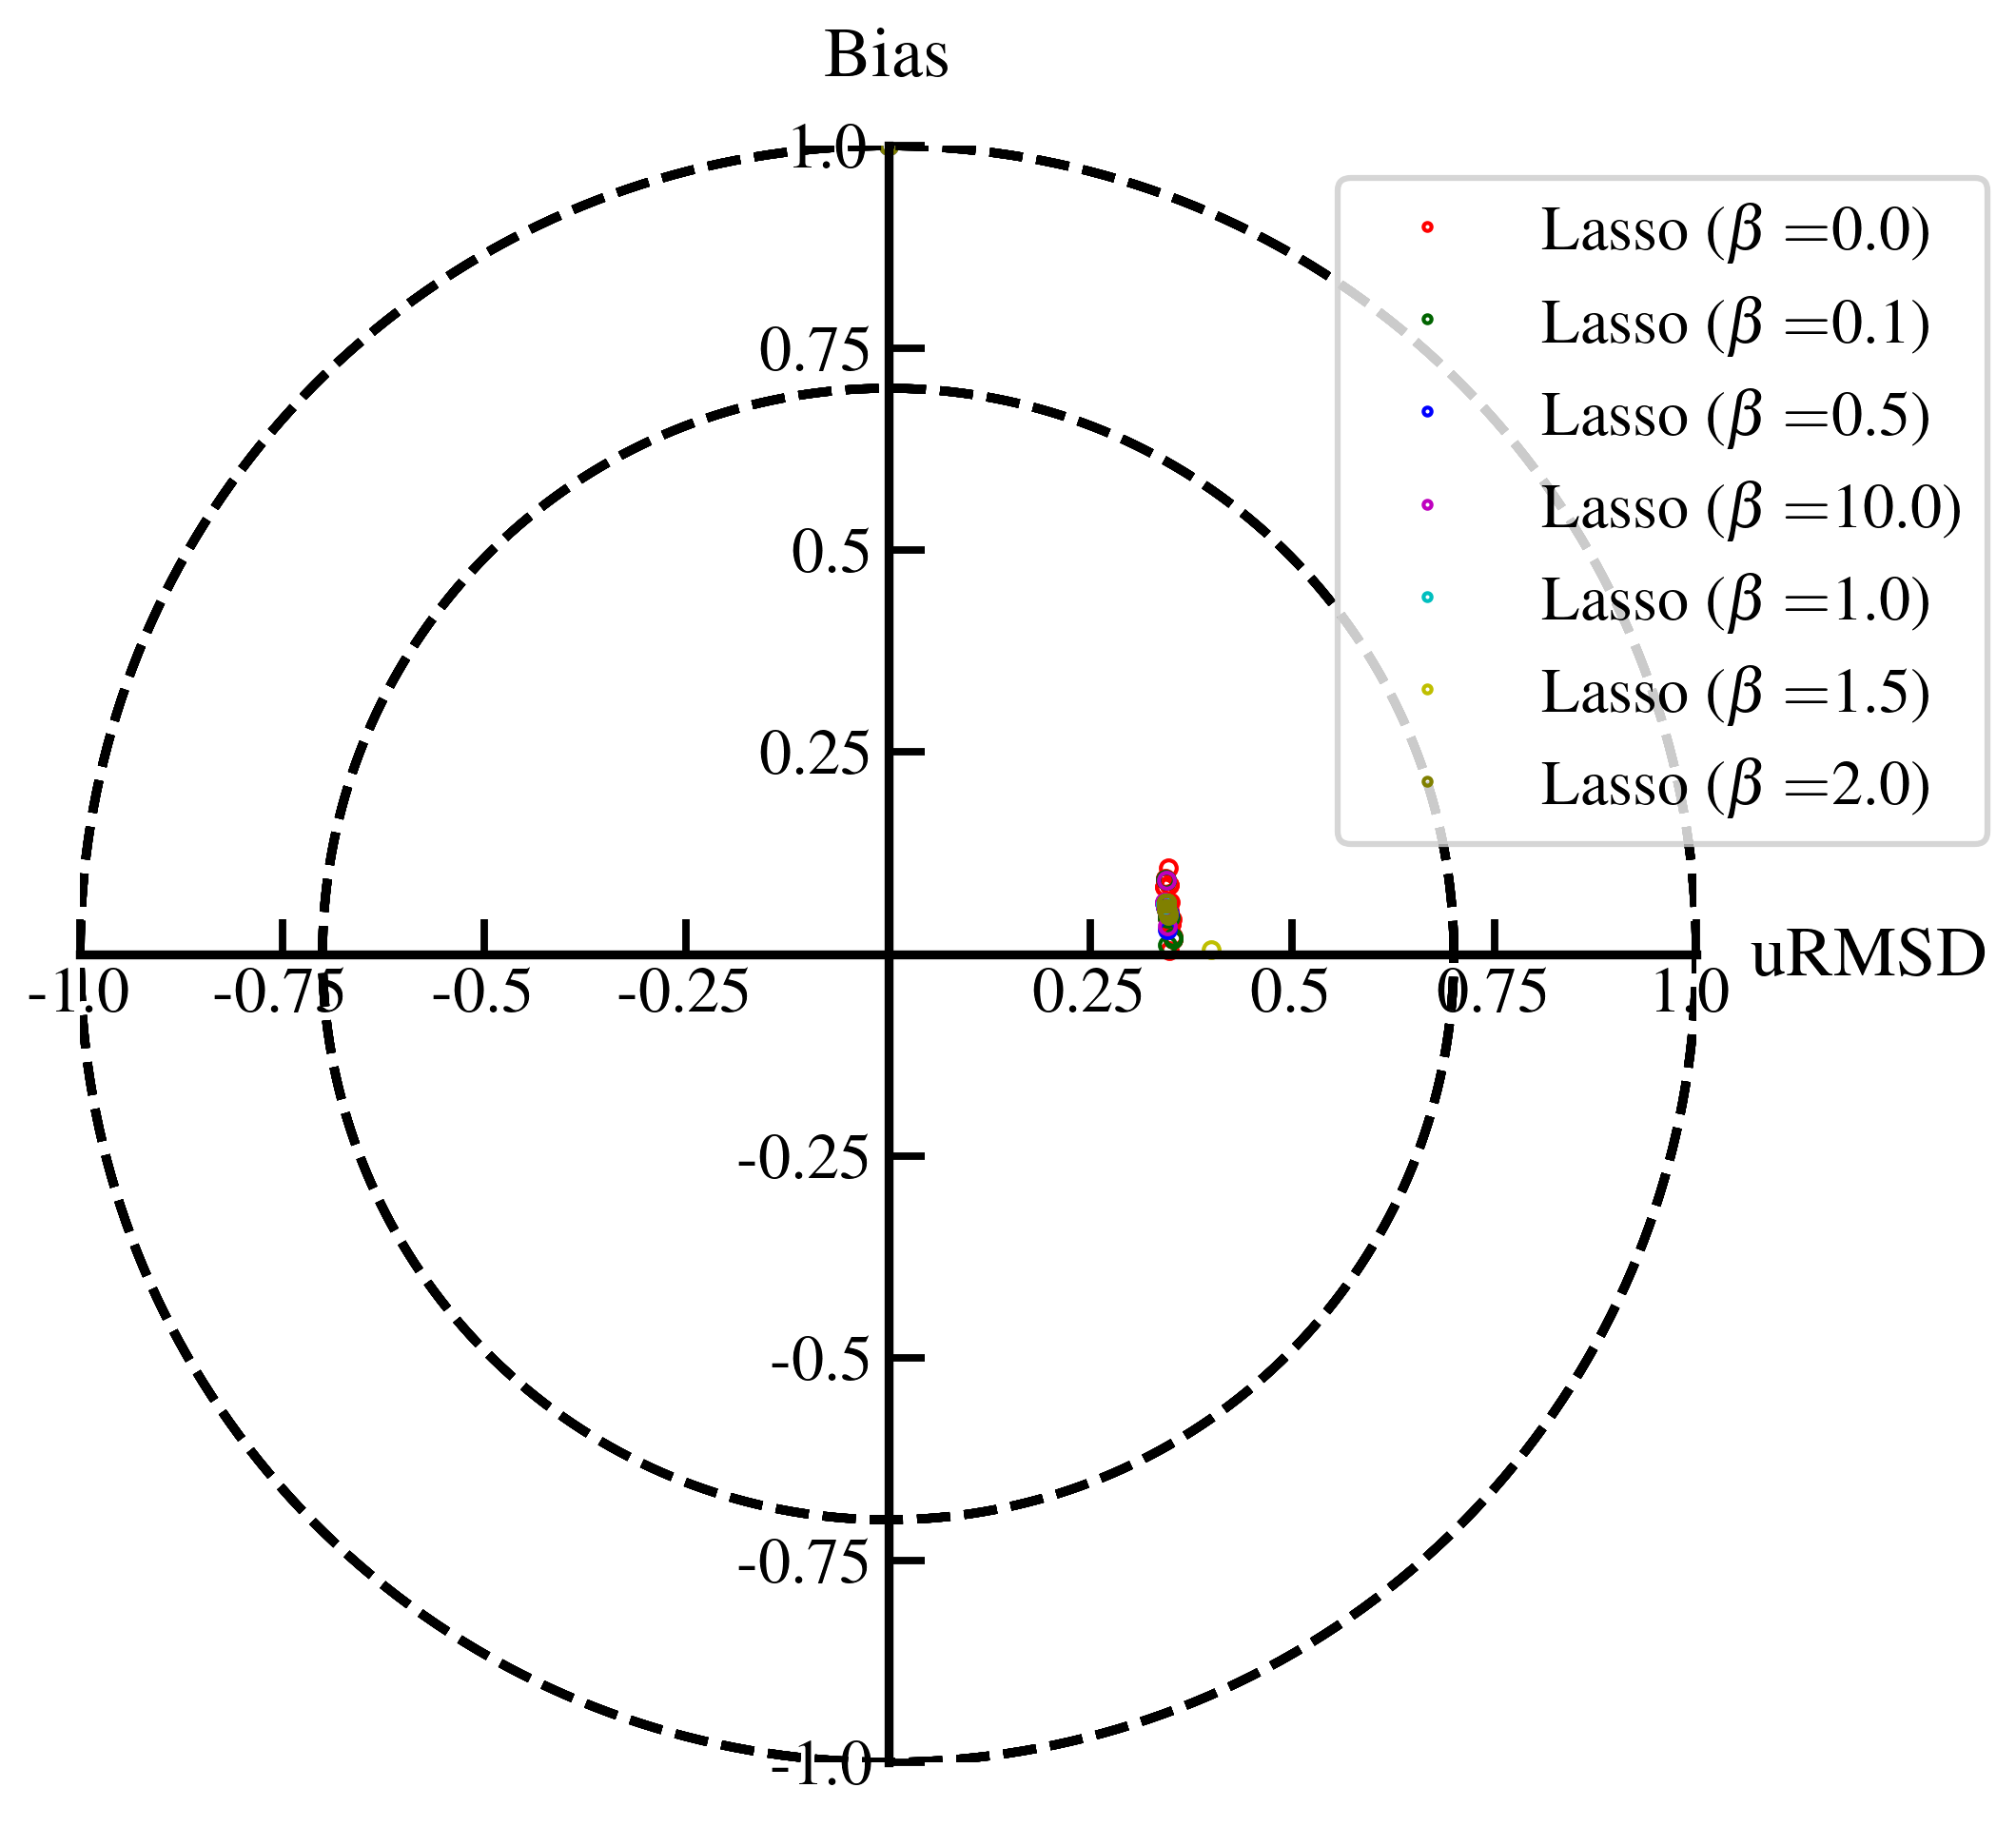 Bias
1.0
0.75
0.5
0.25
-0.25
-0.5
-0.75
-1.0
-1.0 -0.75 -0.5 -0.25 0.25 0.5 0.75 1.0
uRMSD
Lasso (β =0.0)
Lasso (β =0.1)
Lasso (β =0.5)
Lasso (β =10.0)
Lasso (β =1.0)
Lasso (β =1.5)
Lasso (β =2.0)